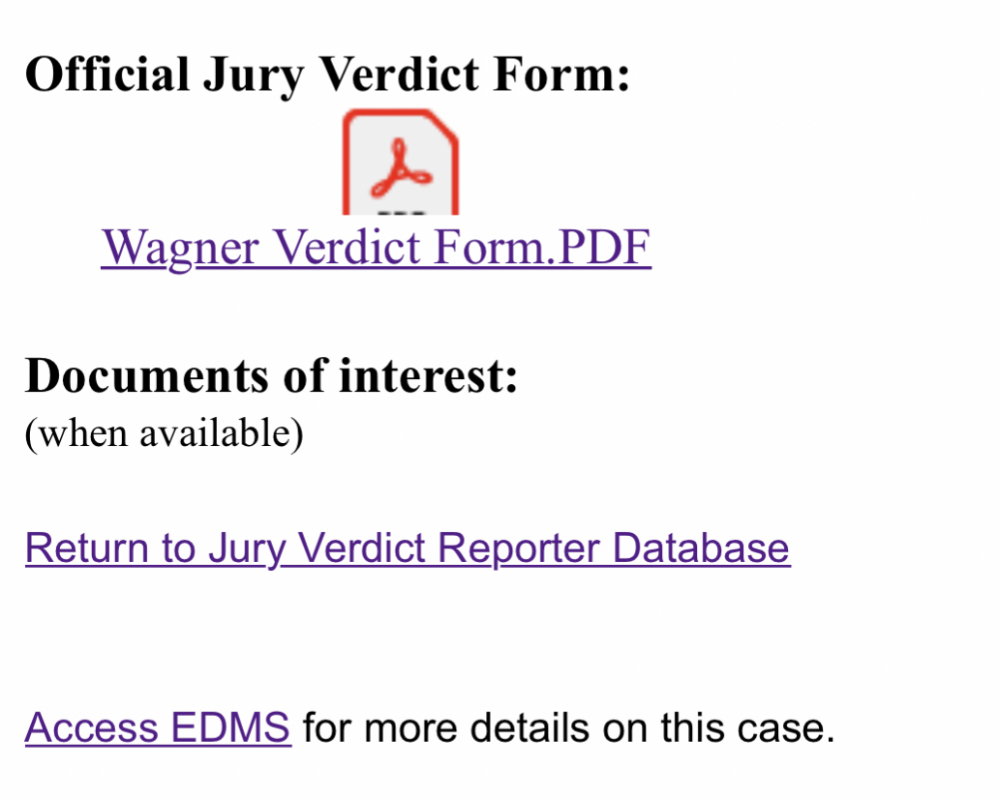 Official Jury Verdict Form:
Wagner Verdict Form.PDF
Documents of interest:
(when available)
Return to Jury Verdict Reporter Database
Access EDMS for more details on this case.